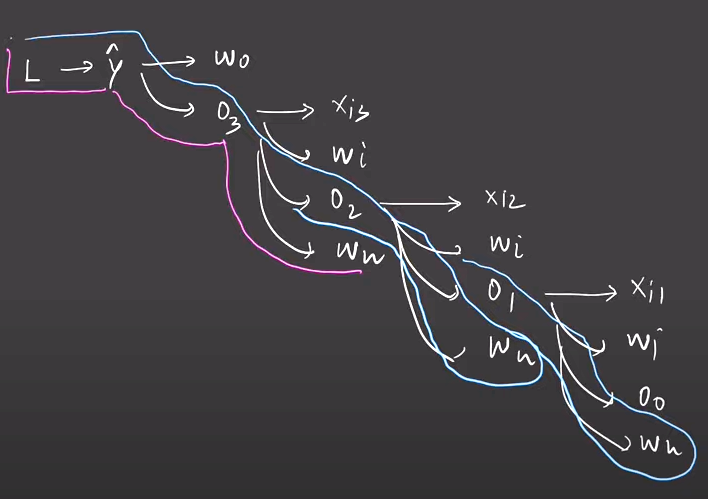 L → ŷ → w₀
O₃ → xᵢ₃
wᵢ
O₂ → xᵢ₂
wₕ wᵢ
O₁ → xᵢ₁
wₕ wᵢ
O₀
wₕ